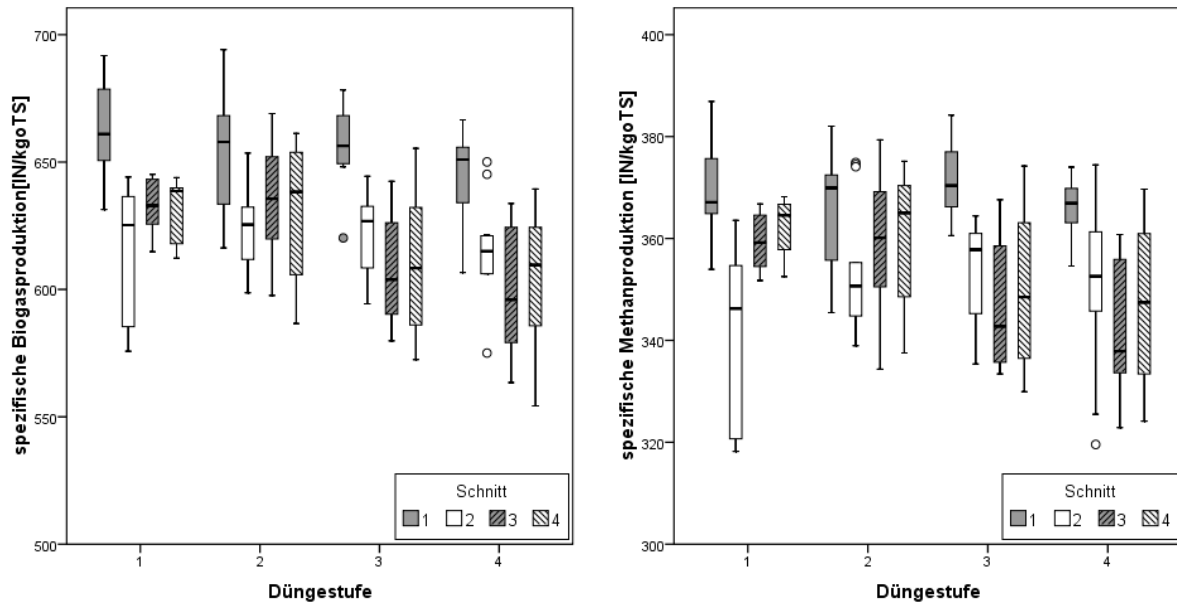 spezifische Biogasproduktion[lN/kgoTS]
700
650
600
550
500
1 2 3 4
Düngestufe
Schnitt
1 2 3 4
spezifische Methanproduktion [lN/kgoTS]
400
380
360
340
320
300
1 2 3 4
Düngestufe
Schnitt
1 2 3 4